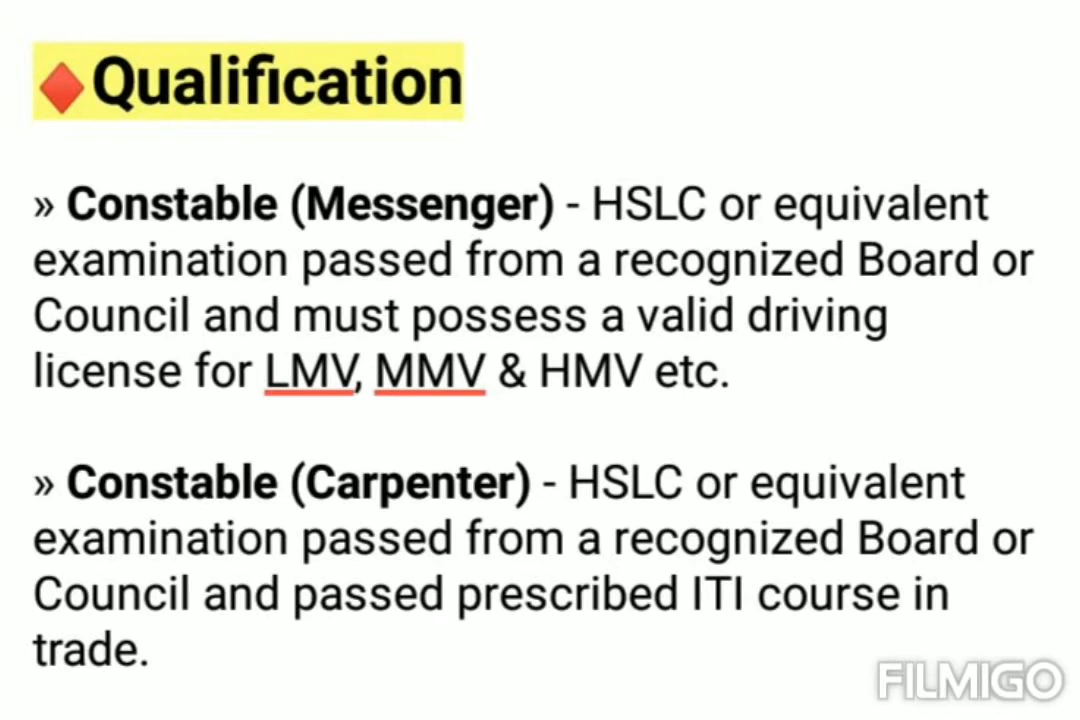 ♦Qualification
» Constable (Messenger) - HSLC or equivalent
examination passed from a recognized Board or
Council and must possess a valid driving
license for LMV, MMV & HMV etc.
» Constable (Carpenter) - HSLC or equivalent
examination passed from a recognized Board or
Council and passed prescribed ITI course in
trade.
FILMIGO